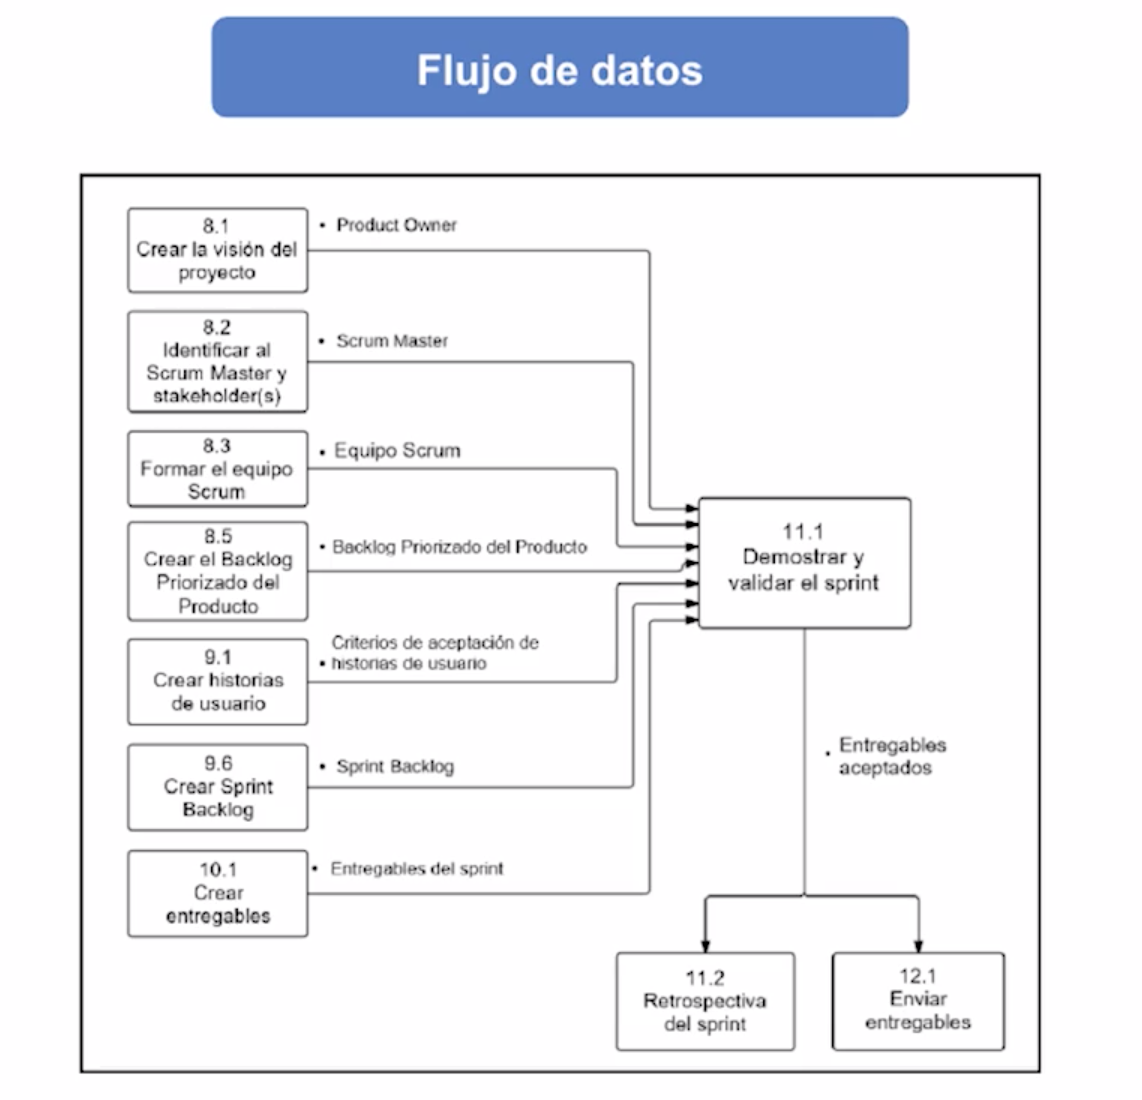 Flujo de datos
8.1
Crear la visión del
proyecto
• Product Owner
8.2
Identificar al
Scrum Master y
stakeholder(s)
• Scrum Master
8.3
Formar el equipo
Scrum
• Equipo Scrum
8.5
Crear el Backlog
Priorizado del
Producto
• Backlog Priorizado del Producto
9.1
Crear historias
de usuario
Criterios de aceptación de
• historias de usuario
9.6
Crear Sprint
Backlog
• Sprint Backlog
10.1
Crear
entregables
• Entregables del sprint
11.1
Demostrar y
validar el sprint
• Entregables
aceptados
11.2
Retrospectiva
del sprint
12.1
Enviar
entregables